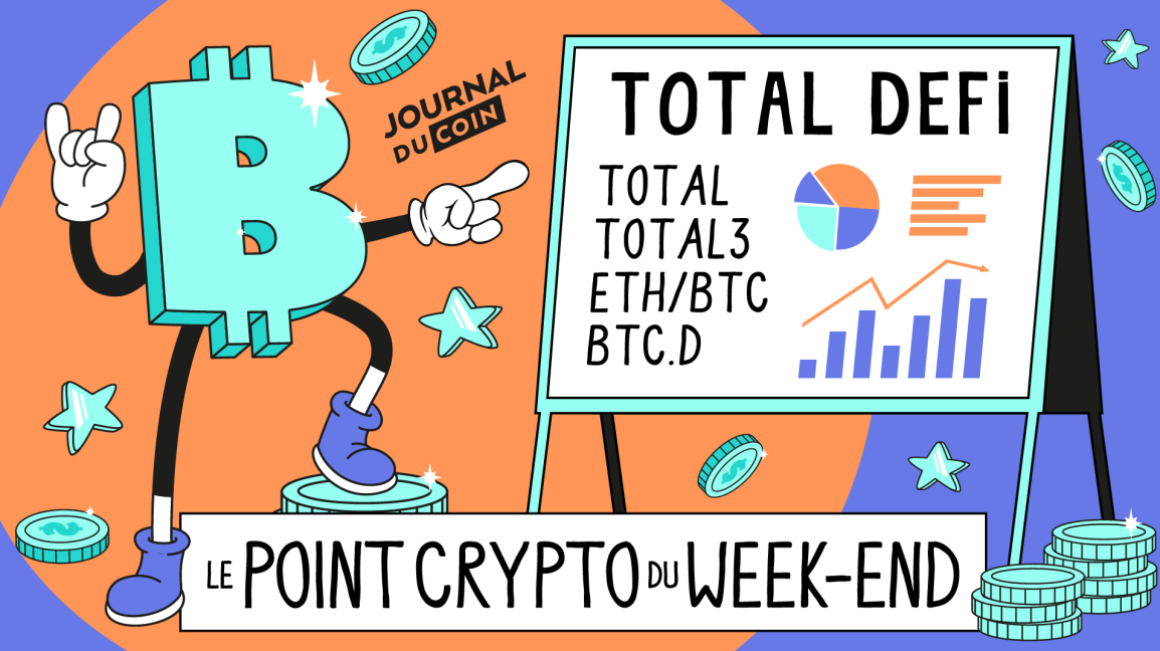 JOURNAL
DU COIN
TOTAL DEFi
TOTAL
TOTAL3
ETH/BTC
BTC.D
LE POINT CRYPTO DU WEEK-END